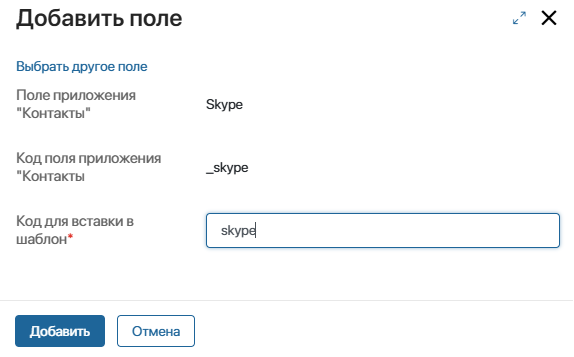 Добавить поле
Выбрать другое поле
Поле приложения
"Контакты"
Skype
Код поля приложения
"Контакты
_skype
Код для вставки в
шаблон*
skype
Добавить
Отмена